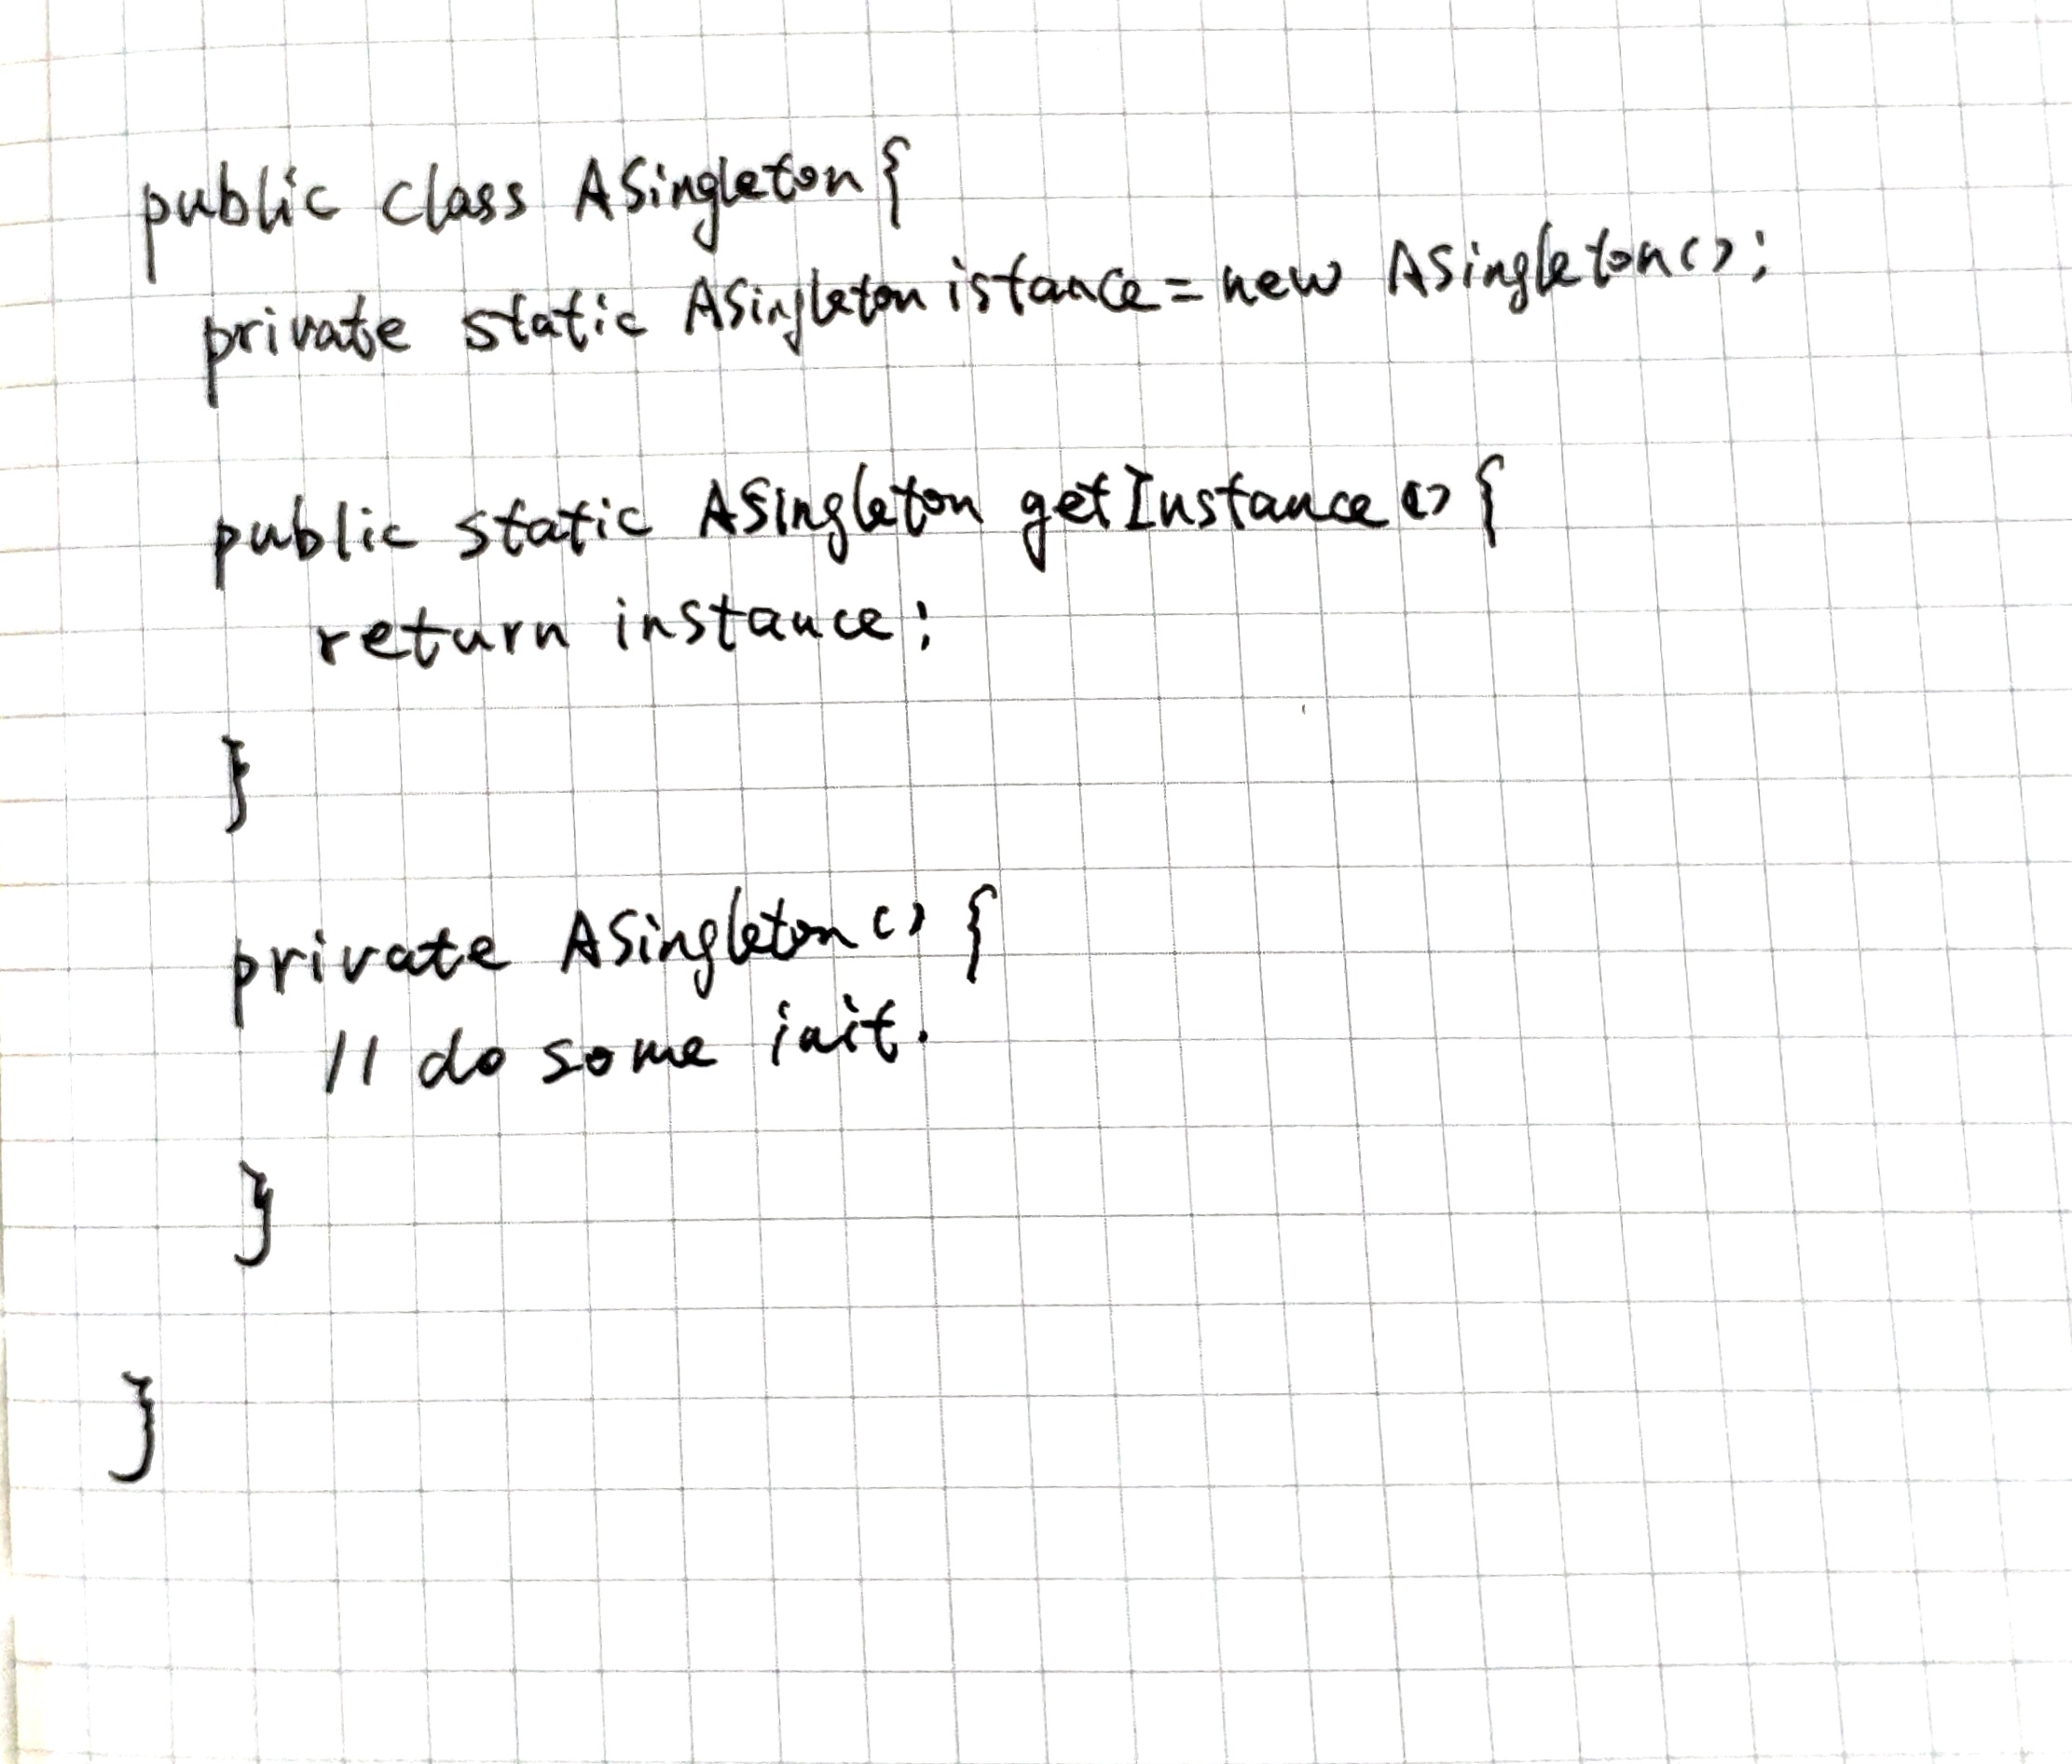 public class ASingleton{
private static ASingleton istance = new ASingleton();
public static ASingleton getInstance(){
return instance;
}
private ASingleton(){
// do some init.
}
}